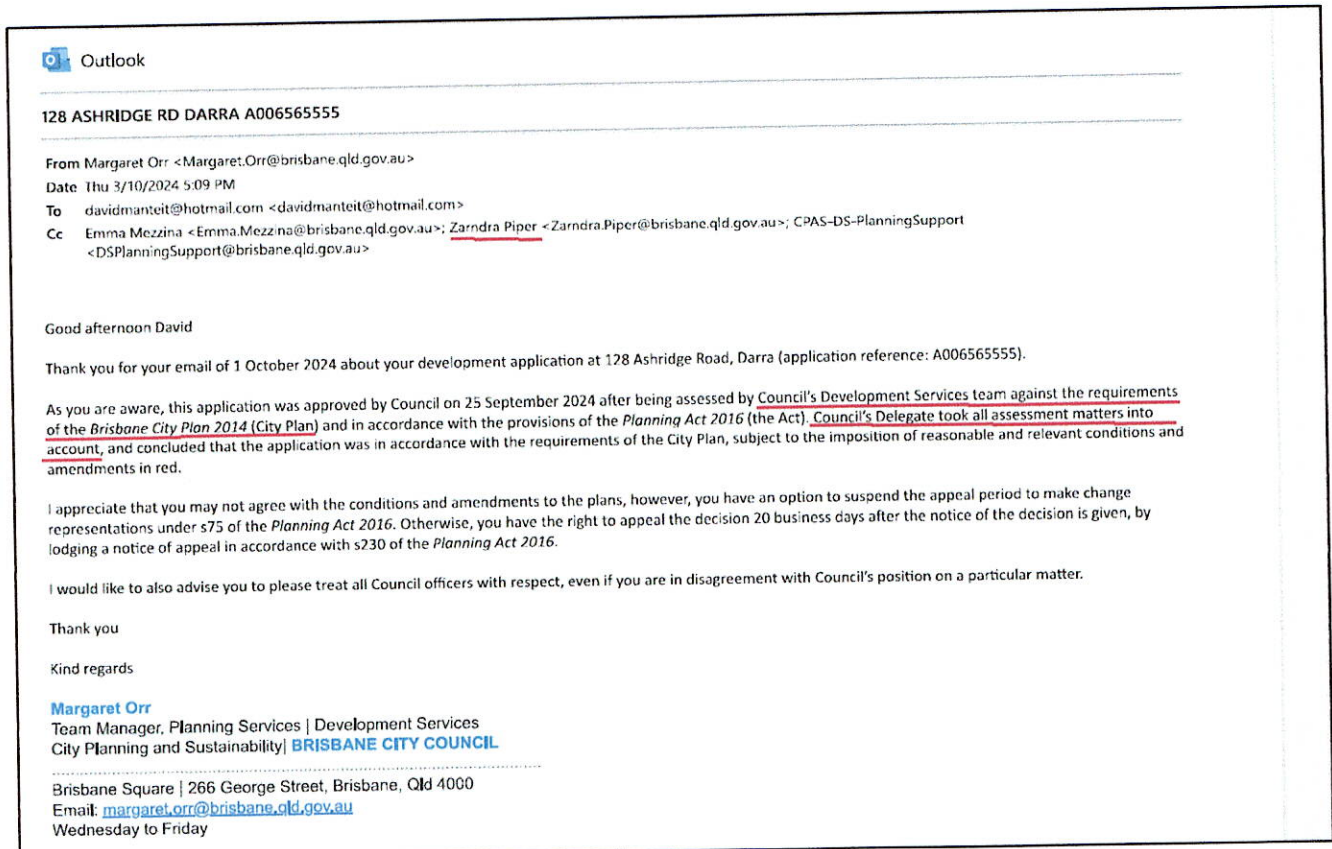 Outlook
128 ASHRIDGE RD DARRA A006565555
From Margaret Orr <Margaret.Orr@brisbane.qld.gov.au>
Date Thu 3/10/2024 5:09 PM
To davidmanteit@hotmail.com <davidmanteit@hotmail.com>
Cc Emma Mezzina <Emma.Mezzina@brisbane.qld.gov.au>; Zarndra Piper <Zarndra.Piper@brisbane.qld.gov.au>; CPAS-DS-PlanningSupport
<DSPlanningSupport@brisbane.qld.gov.au>
Good afternoon David
Thank you for your email of 1 October 2024 about your development application at 128 Ashridge Road, Darra (application reference: A006565555).
As you are aware, this application was approved by Council on 25 September 2024 after being assessed by Council's Development Services team against the requirements
of the Brisbane City Plan 2014 (City Plan) and in accordance with the provisions of the Planning Act 2016 (the Act). Council's Delegate took all assessment matters into
account, and concluded that the application was in accordance with the requirements of the City Plan, subject to the imposition of reasonable and relevant conditions and
amendments in red.
I appreciate that you may not agree with the conditions and amendments to the plans, however, you have an option to suspend the appeal period to make change
representations under s75 of the Planning Act 2016. Otherwise, you have the right to appeal the decision 20 business days after the notice of the decision is given, by
lodging a notice of appeal in accordance with s230 of the Planning Act 2016.
I would like to also advise you to please treat all Council officers with respect, even if you are in disagreement with Council's position on a particular matter.
Thank you
Kind regards
Margaret Orr
Team Manager, Planning Services | Development Services
City Planning and Sustainability| BRISBANE CITY COUNCIL
Brisbane Square | 266 George Street, Brisbane, Qld 4000
Email: margaret.orr@brisbane.qld.gov.au
Wednesday to Friday